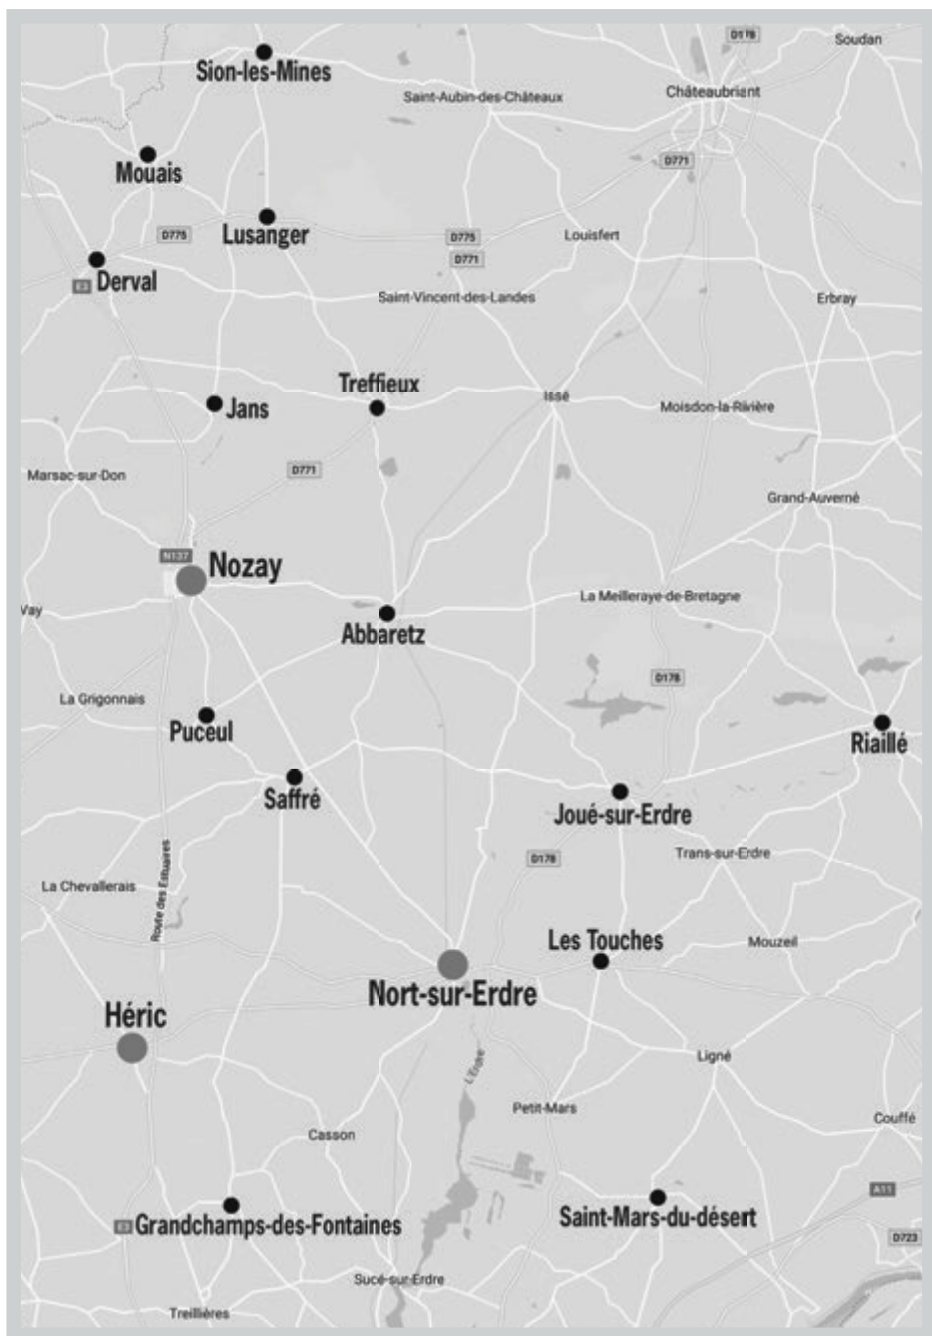 D178
Soudan
Sion-les-Mines
Saint-Aubin-des-Châteaux
Châteaubriant
Mouais
D771
D775
Lusanger
D775
Louisfert
D771
Derval
E3
Saint-Vincent-des-Landes
Erbray
Treffieux
Issé
Jans
Moisdon-la-Rivière
D771
Marsac-sur-Don
Grand-Auverné
N137
Nozay
La Meilleraye-de-Bretagne
Vay
Abbaretz
D178
La Grigonnais
Puceul
Riaillé
Saffré
Joué-sur-Erdre
D178
Trans-sur-Erdre
La Chevallerais
Route des Estuaires
Les Touches
Mouzeil
Nort-sur-Erdre
Héric
L'Erdre
Ligné
Petit-Mars
Couffé
Casson
A11
Saint-Mars-du-désert
E3
Grandchamps-des-Fontaines
D723
Sucé-sur-Erdre
Treillières